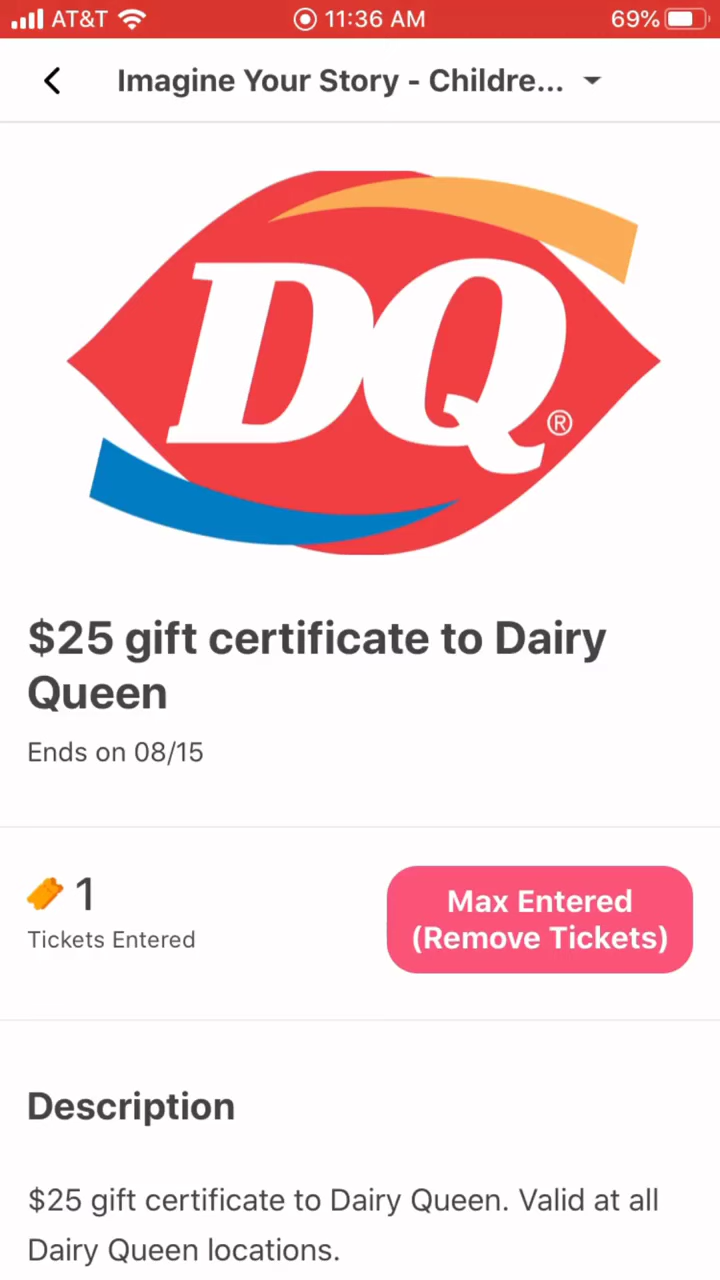 AT&T 11:36 AM 69%
Imagine Your Story - Childre...
DQ®
$25 gift certificate to Dairy
Queen
Ends on 08/15
1
Tickets Entered
Max Entered
(Remove Tickets)
Description
$25 gift certificate to Dairy Queen. Valid at all
Dairy Queen locations.